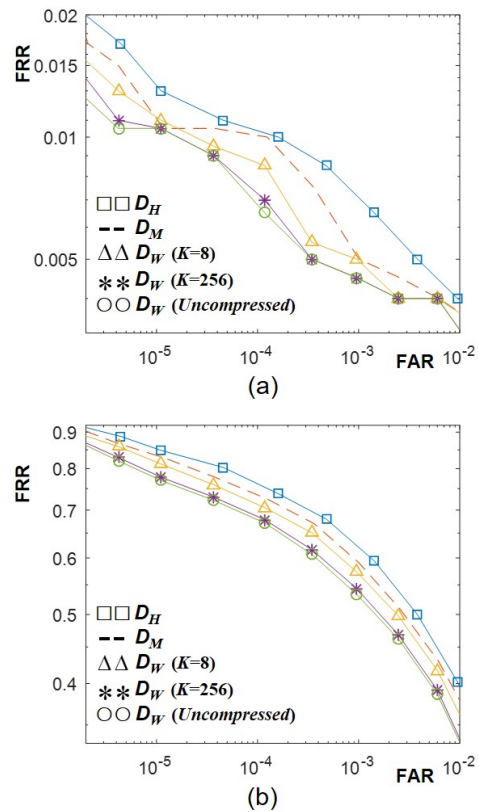 0.02
FRR
0.015
0.01
0.005
□□ D_H
-- D_M
△△ D_W (K=8)
** D_W (K=256)
○○ D_W (Uncompressed)
10^-5 10^-4 10^-3 10^-2
FAR
(a)
0.9
FRR
0.8
0.7
0.6
0.5
0.4
□□ D_H
-- D_M
△△ D_W (K=8)
** D_W (K=256)
○○ D_W (Uncompressed)
10^-5 10^-4 10^-3 10^-2
FAR
(b)